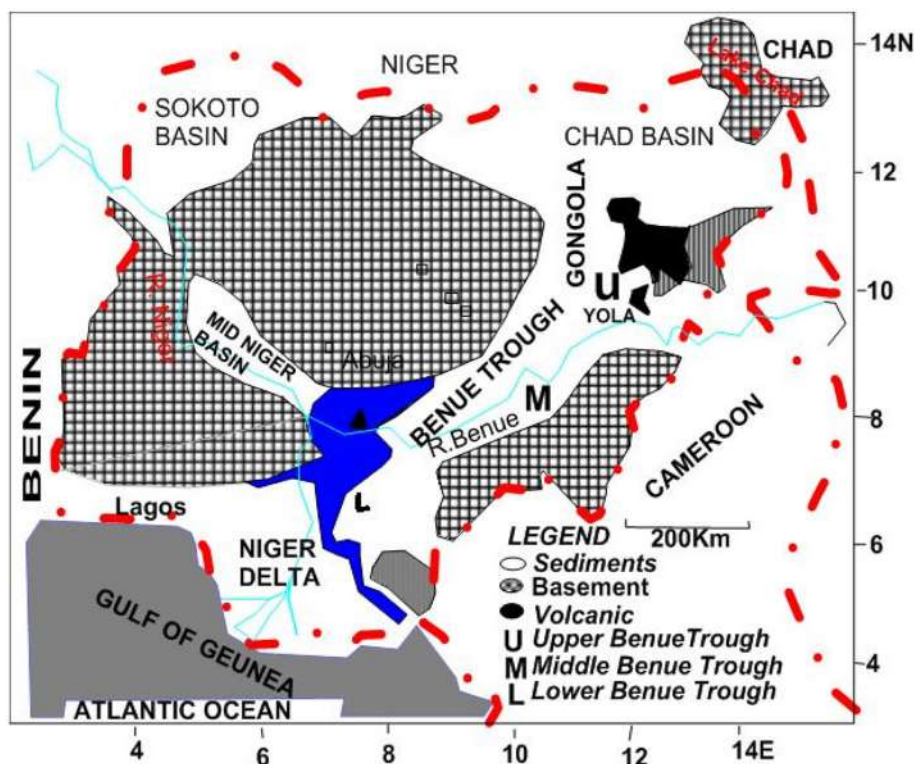 14N
CHAD
Lake Chad
NIGER
SOKOTO
BASIN
CHAD BASIN
12
GONGOLA
R. Niger
U
YOLA
10
MID NIGER
BASIN
Abuja
BENUE TROUGH
R.Benue
M
BENIN
8
CAMEROON
L
Lagos
200Km
NIGER
DELTA
6
LEGEND
Sediments
Basement
Volcanic
U Upper BenueTrough
M Middle Benue Trough
L Lower Benue Trough
GULF OF GEUNEA
4
ATLANTIC OCEAN
4
6
8
10
12
14E